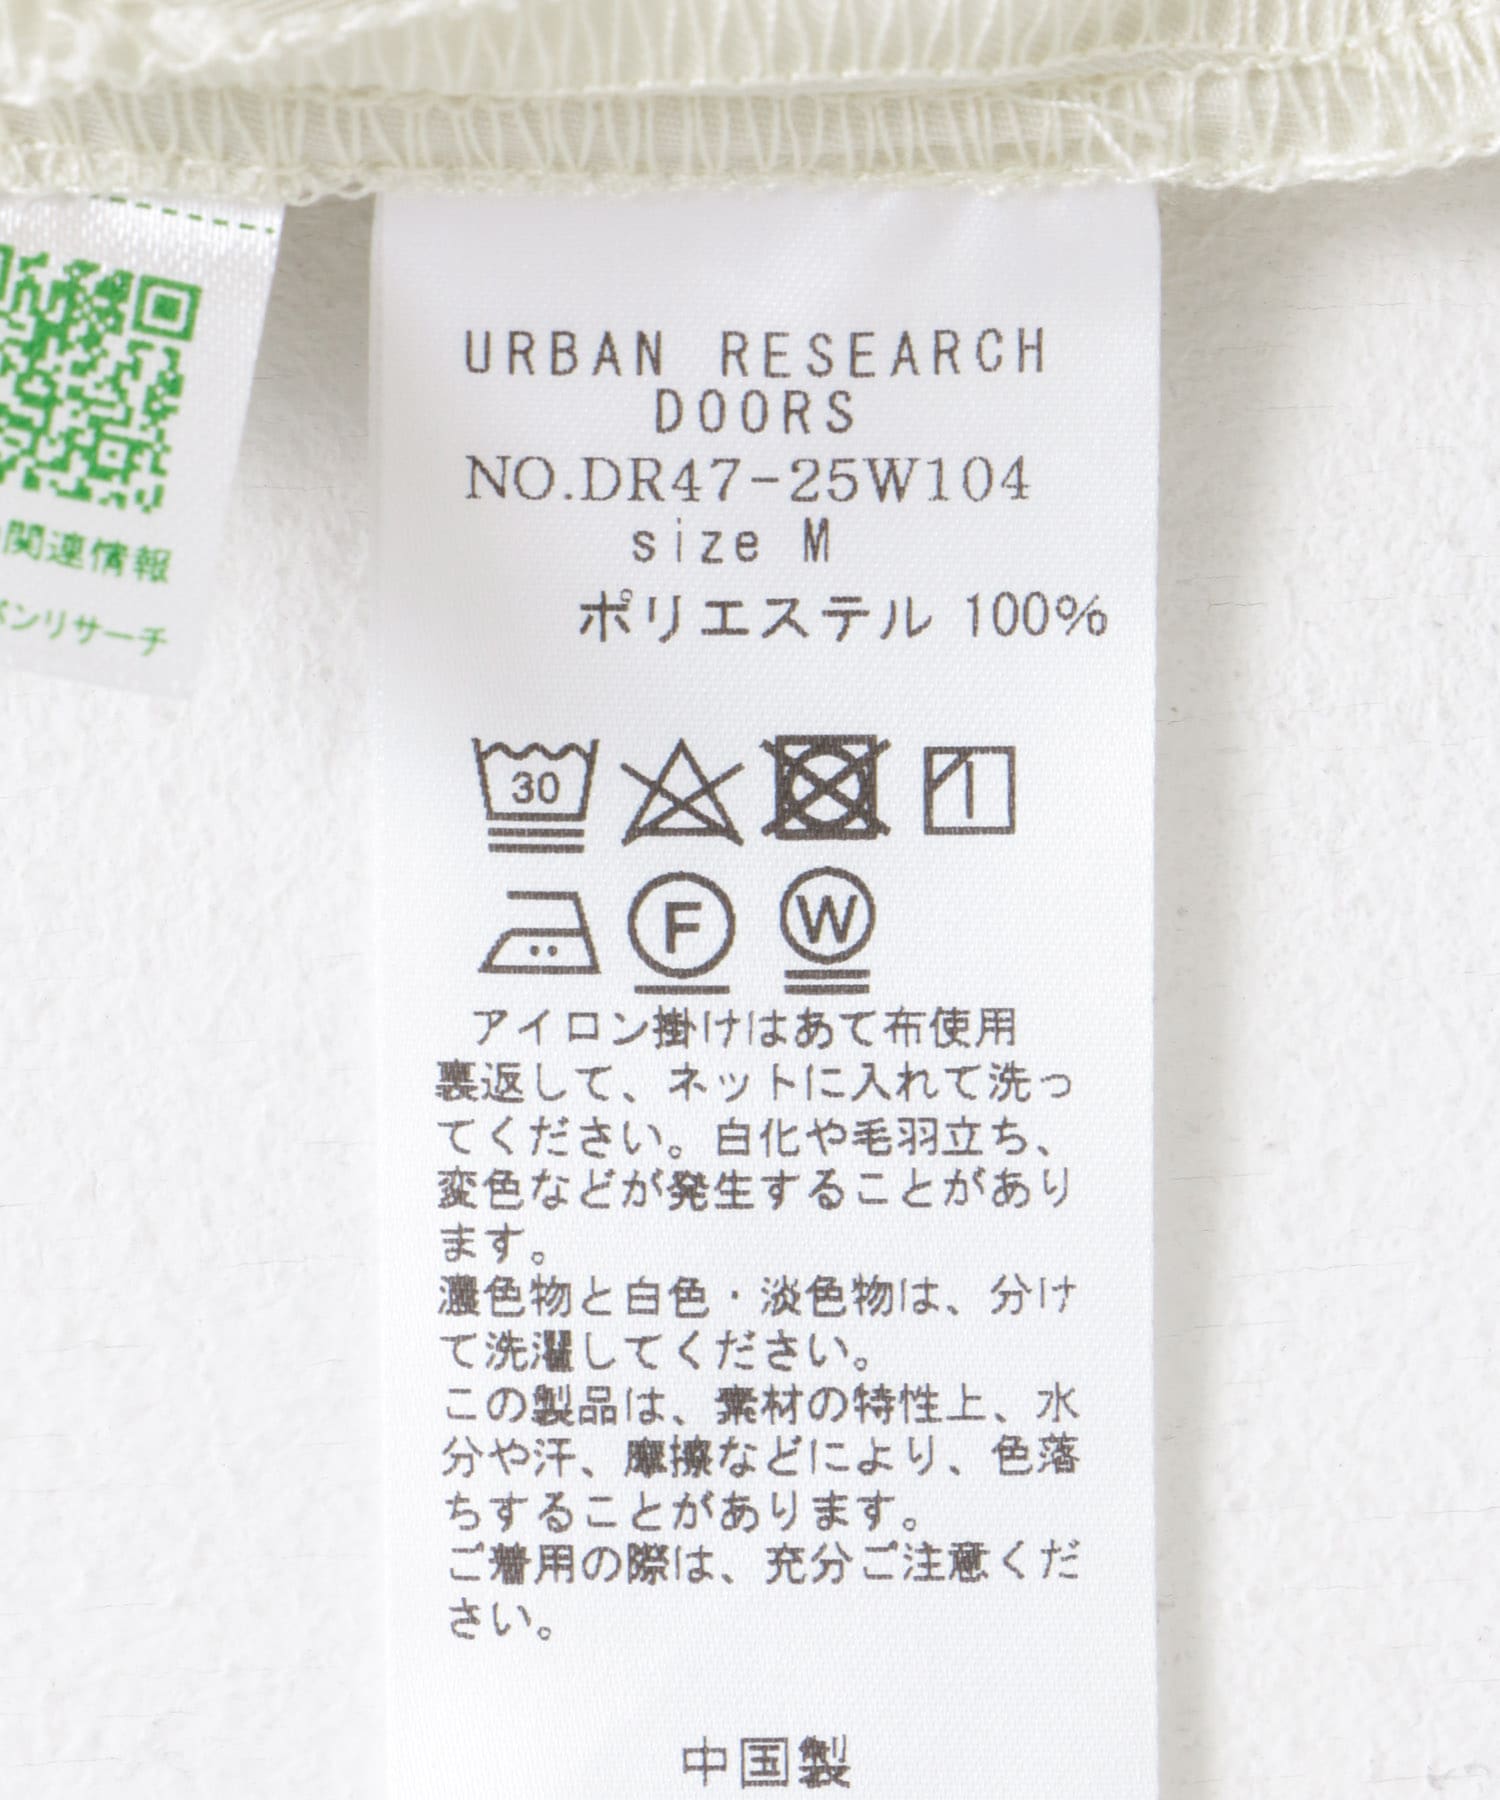 URBAN RESEARCH
DOORS
NO.DR47-25W104
size M
ポリエステル 100%
30
F
W
アイロン掛けはあて布使用
裏返して、ネットに入れて洗っ
てください。白化や毛羽立ち、
変色などが発生することがあり
ます。
濃色物と白色・淡色物は、分け
て洗濯してください。
この製品は、素材の特性上、水
分や汗、摩擦などにより、色落
ちすることがあります。
ご着用の際は、充分ご注意くだ
さい。
中国製
関連情報
バンリサーチ